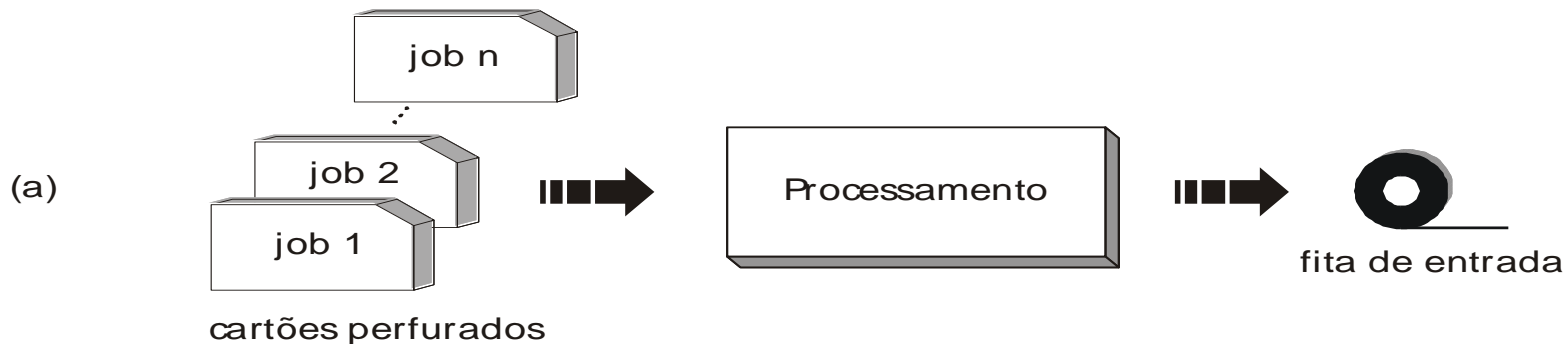 job n
job 2
(a)
Processamento
job 1
fita de entrada
cartões perfurados